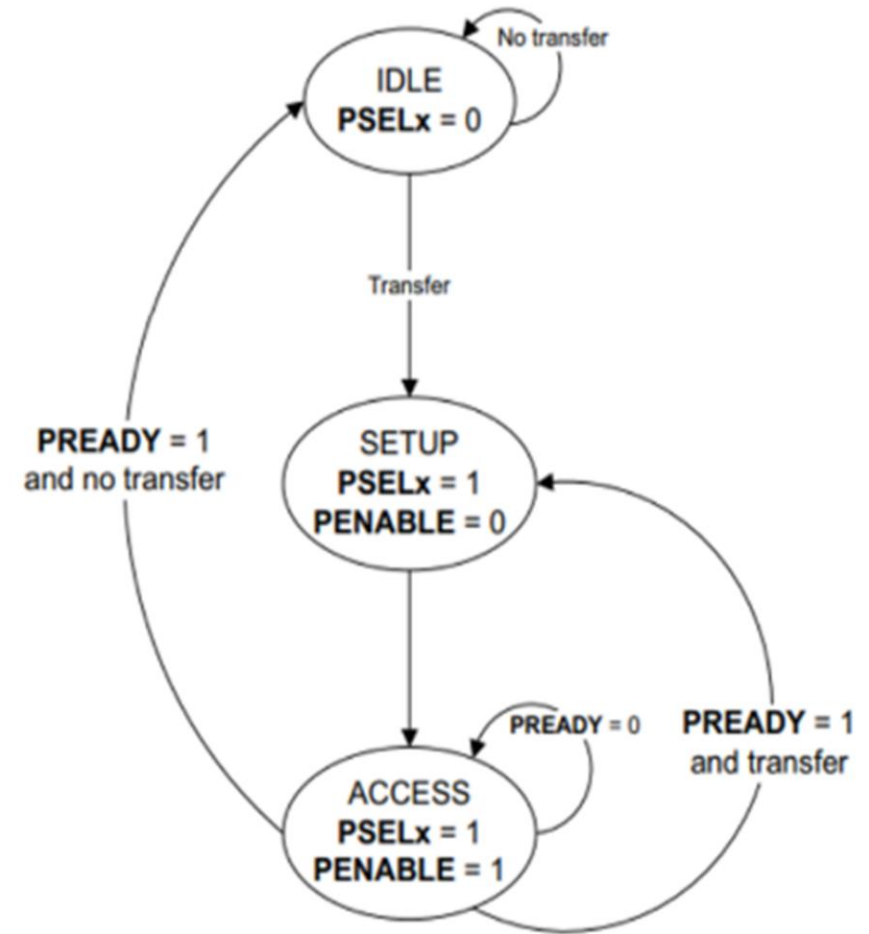 No transfer
IDLE
PSELx = 0
Transfer
PREADY = 1
and no transfer
SETUP
PSELx = 1
PENABLE = 0
PREADY = 0
PREADY = 1
and transfer
ACCESS
PSELx = 1
PENABLE = 1